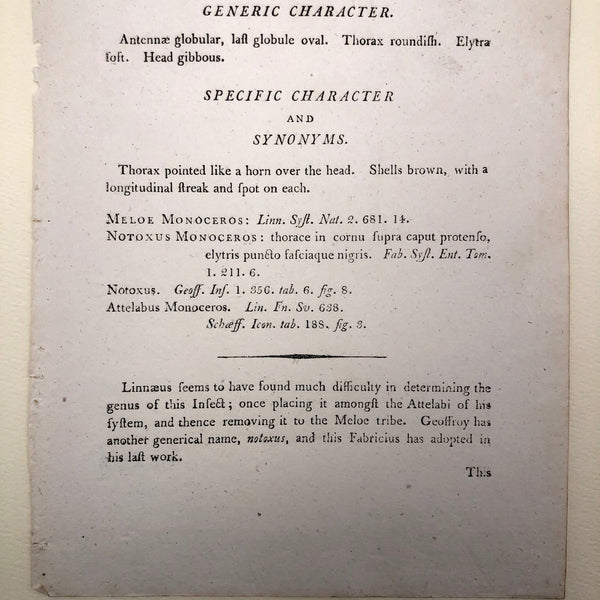 GENERIC CHARACTER.
Antennæ globular, laſt globule oval. Thorax roundiſh. Elytra
ſoft. Head gibbous.
SPECIFIC CHARACTER
AND
SYNONYMS.
Thorax pointed like a horn over the head. Shells brown, with a
longitudinal ſtreak and ſpot on each.
MELOE MONOCEROS: Linn. Syſt. Nat. 2. 681. 14.
NOTOXUS MONOCEROS: thorace in cornu ſupra caput protenſo,
elytris puncto faſciaque nigris. Fab. Syſt. Ent. Tom.
1. 211. 6.
Notoxus. Geoff. Inſ. 1. 356. tab. 6. fig. 8.
Attelabus Monoceros. Lin. Fn. Sv. 638.
Schæff. Icon. tab. 188. fig. 3.
Linnæus ſeems to have found much difficulty in determining the
genus of this Inſect; once placing it amongſt the Attelabi of his
ſyſtem, and thence removing it to the Meloe tribe. Geoffroy has
another generical name, notoxus, and this Fabricius has adopted in
his laſt work.
This